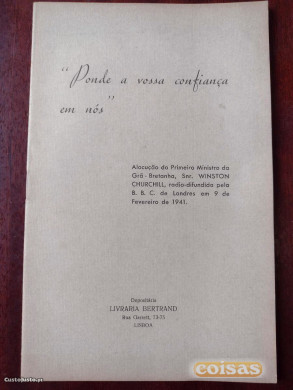 "Ponde a vossa confiança
em nós"
Alocução do Primeiro Ministro da
Grã-Bretanha, Snr. WINSTON
CHURCHILL, radio-difundida pela
B. B. C. de Londres em 9 de
Fevereiro de 1941.
Depositária
LIVRARIA BERTRAND
Rua Garrett, 73-75
LISBOA
CustoJusto.pt
coisas